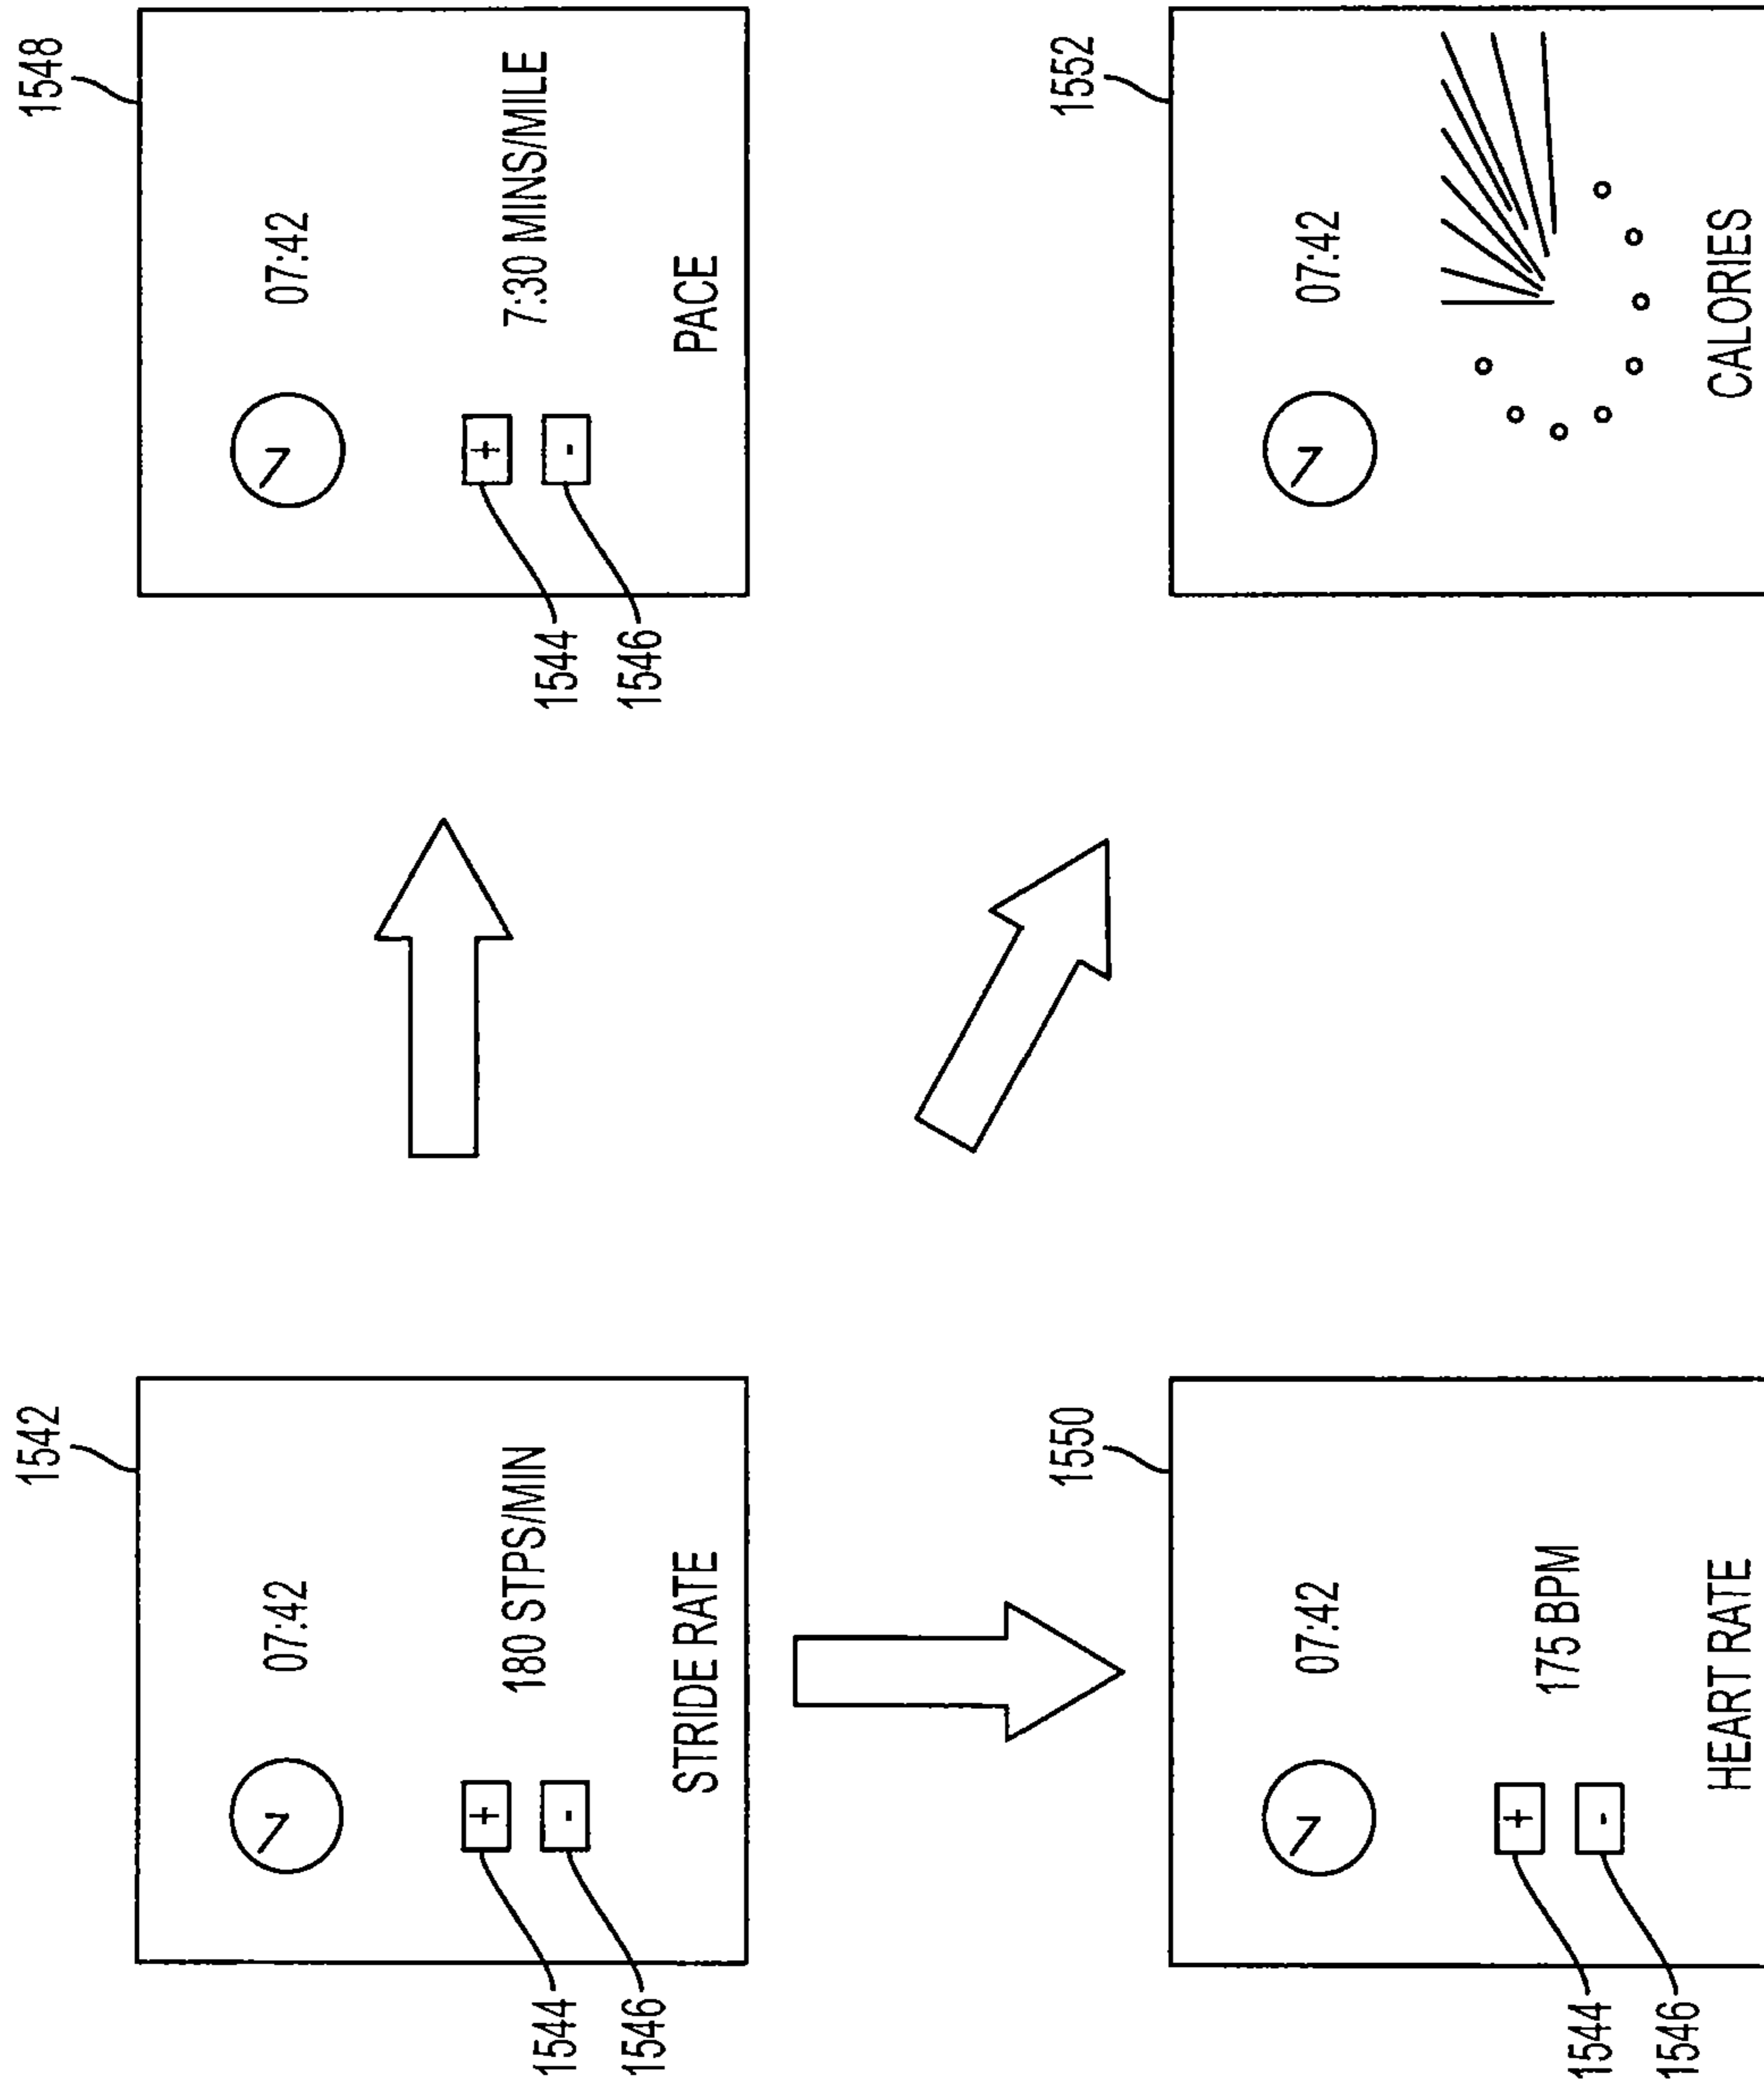 1542
07:42
+
-
180 STPS/MIN
STRIDE RATE
1544
1546
1548
07:42
+
-
7:30 MINS/MILE
PACE
1544
1546
1550
07:42
+
-
175 BPM
HEART RATE
1544
1546
1552
07:42
CALORIES